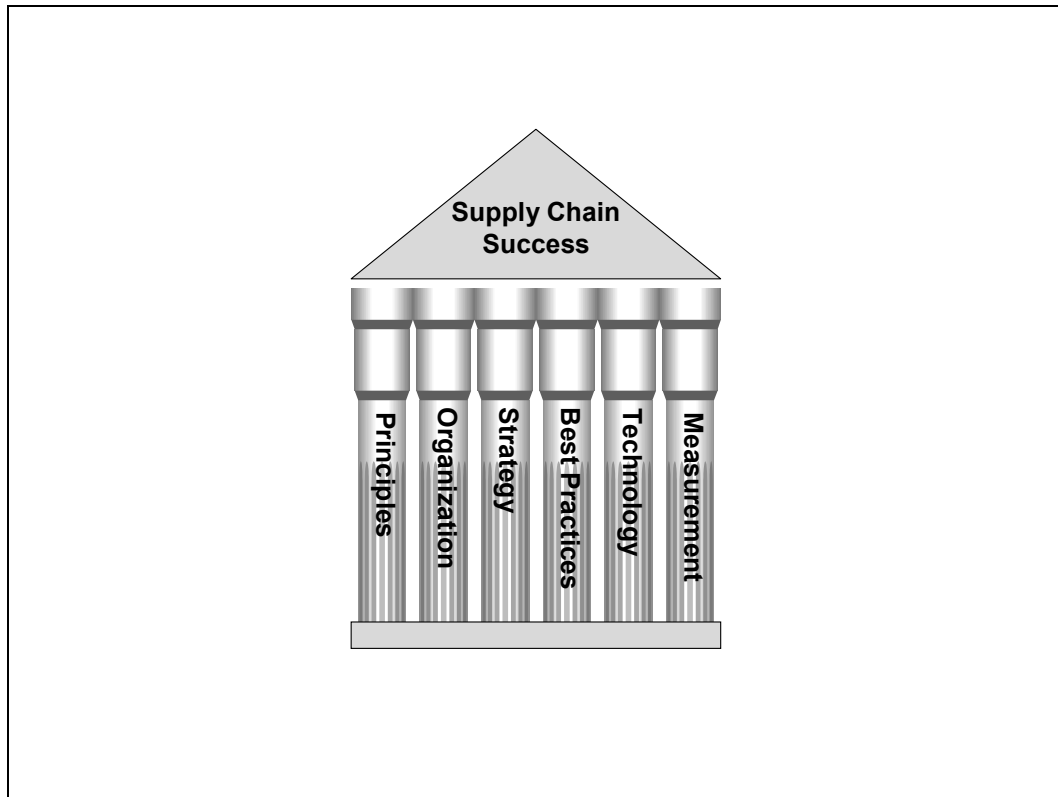 Supply Chain
Success
Principles
Organization
Strategy
Best Practices
Technology
Measurement